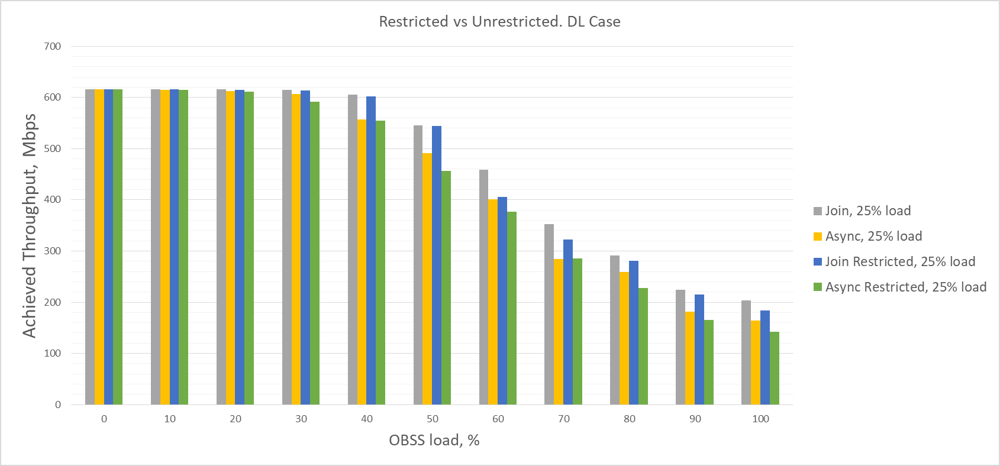 Restricted vs Unrestricted. DL Case
Achieved Throughput, Mbps
700
600
500
400
300
200
100
0
0 10 20 30 40 50 60 70 80 90 100
OBSS load, %
Join, 25% load
Async, 25% load
Join Restricted, 25% load
Async Restricted, 25% load